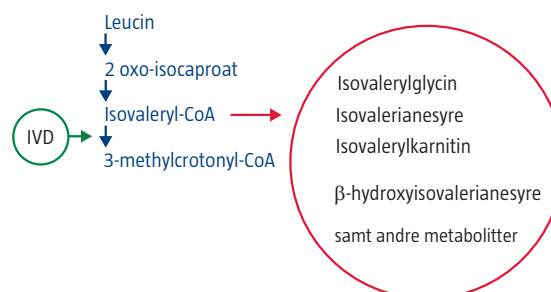 Leucin
2 oxo-isocaproat
Isovaleryl-CoA
IVD
3-methylcrotonyl-CoA
Isovalerylglycin
Isovalerianesyre
Isovalerylkarnitin
β-hydroxyisovalerianesyre
samt andre metabolitter